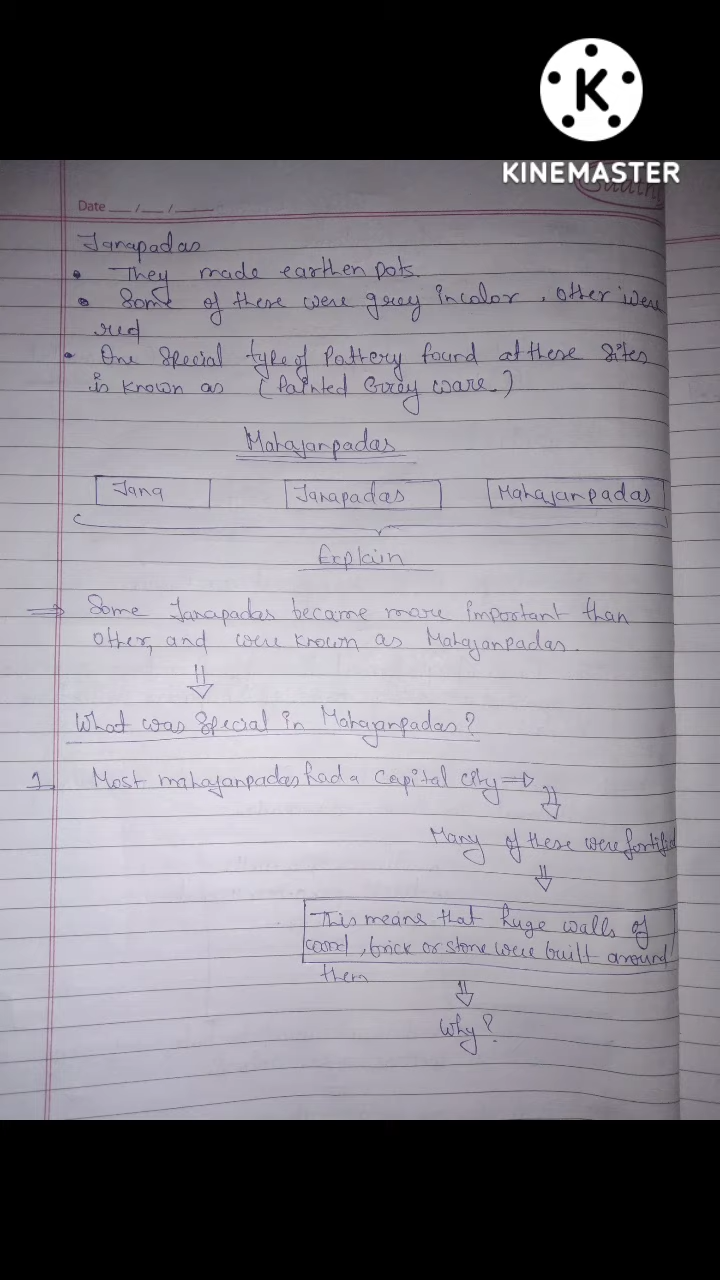 K
KINEMASTER
Date __/__/____
Janapadas
• They made earthen pots.
• Some of these were grey in color, other were
red
• One special type of Pottery found at these sites
is known as (Painted Grey ware)
Mahajanpadas
Jana Janapadas Mahajanpadas
Explain
⇒ Some Janapadas became more important than
other, and were known as Mahajanpadas.
⇓
What was special in Mahajanpadas?
1. Most mahajanpadas had a capital city ⇒
⇓
Many of these were fortified
⇓
This means that huge walls of
wood, brick or stone were built around
them
⇓
Why?